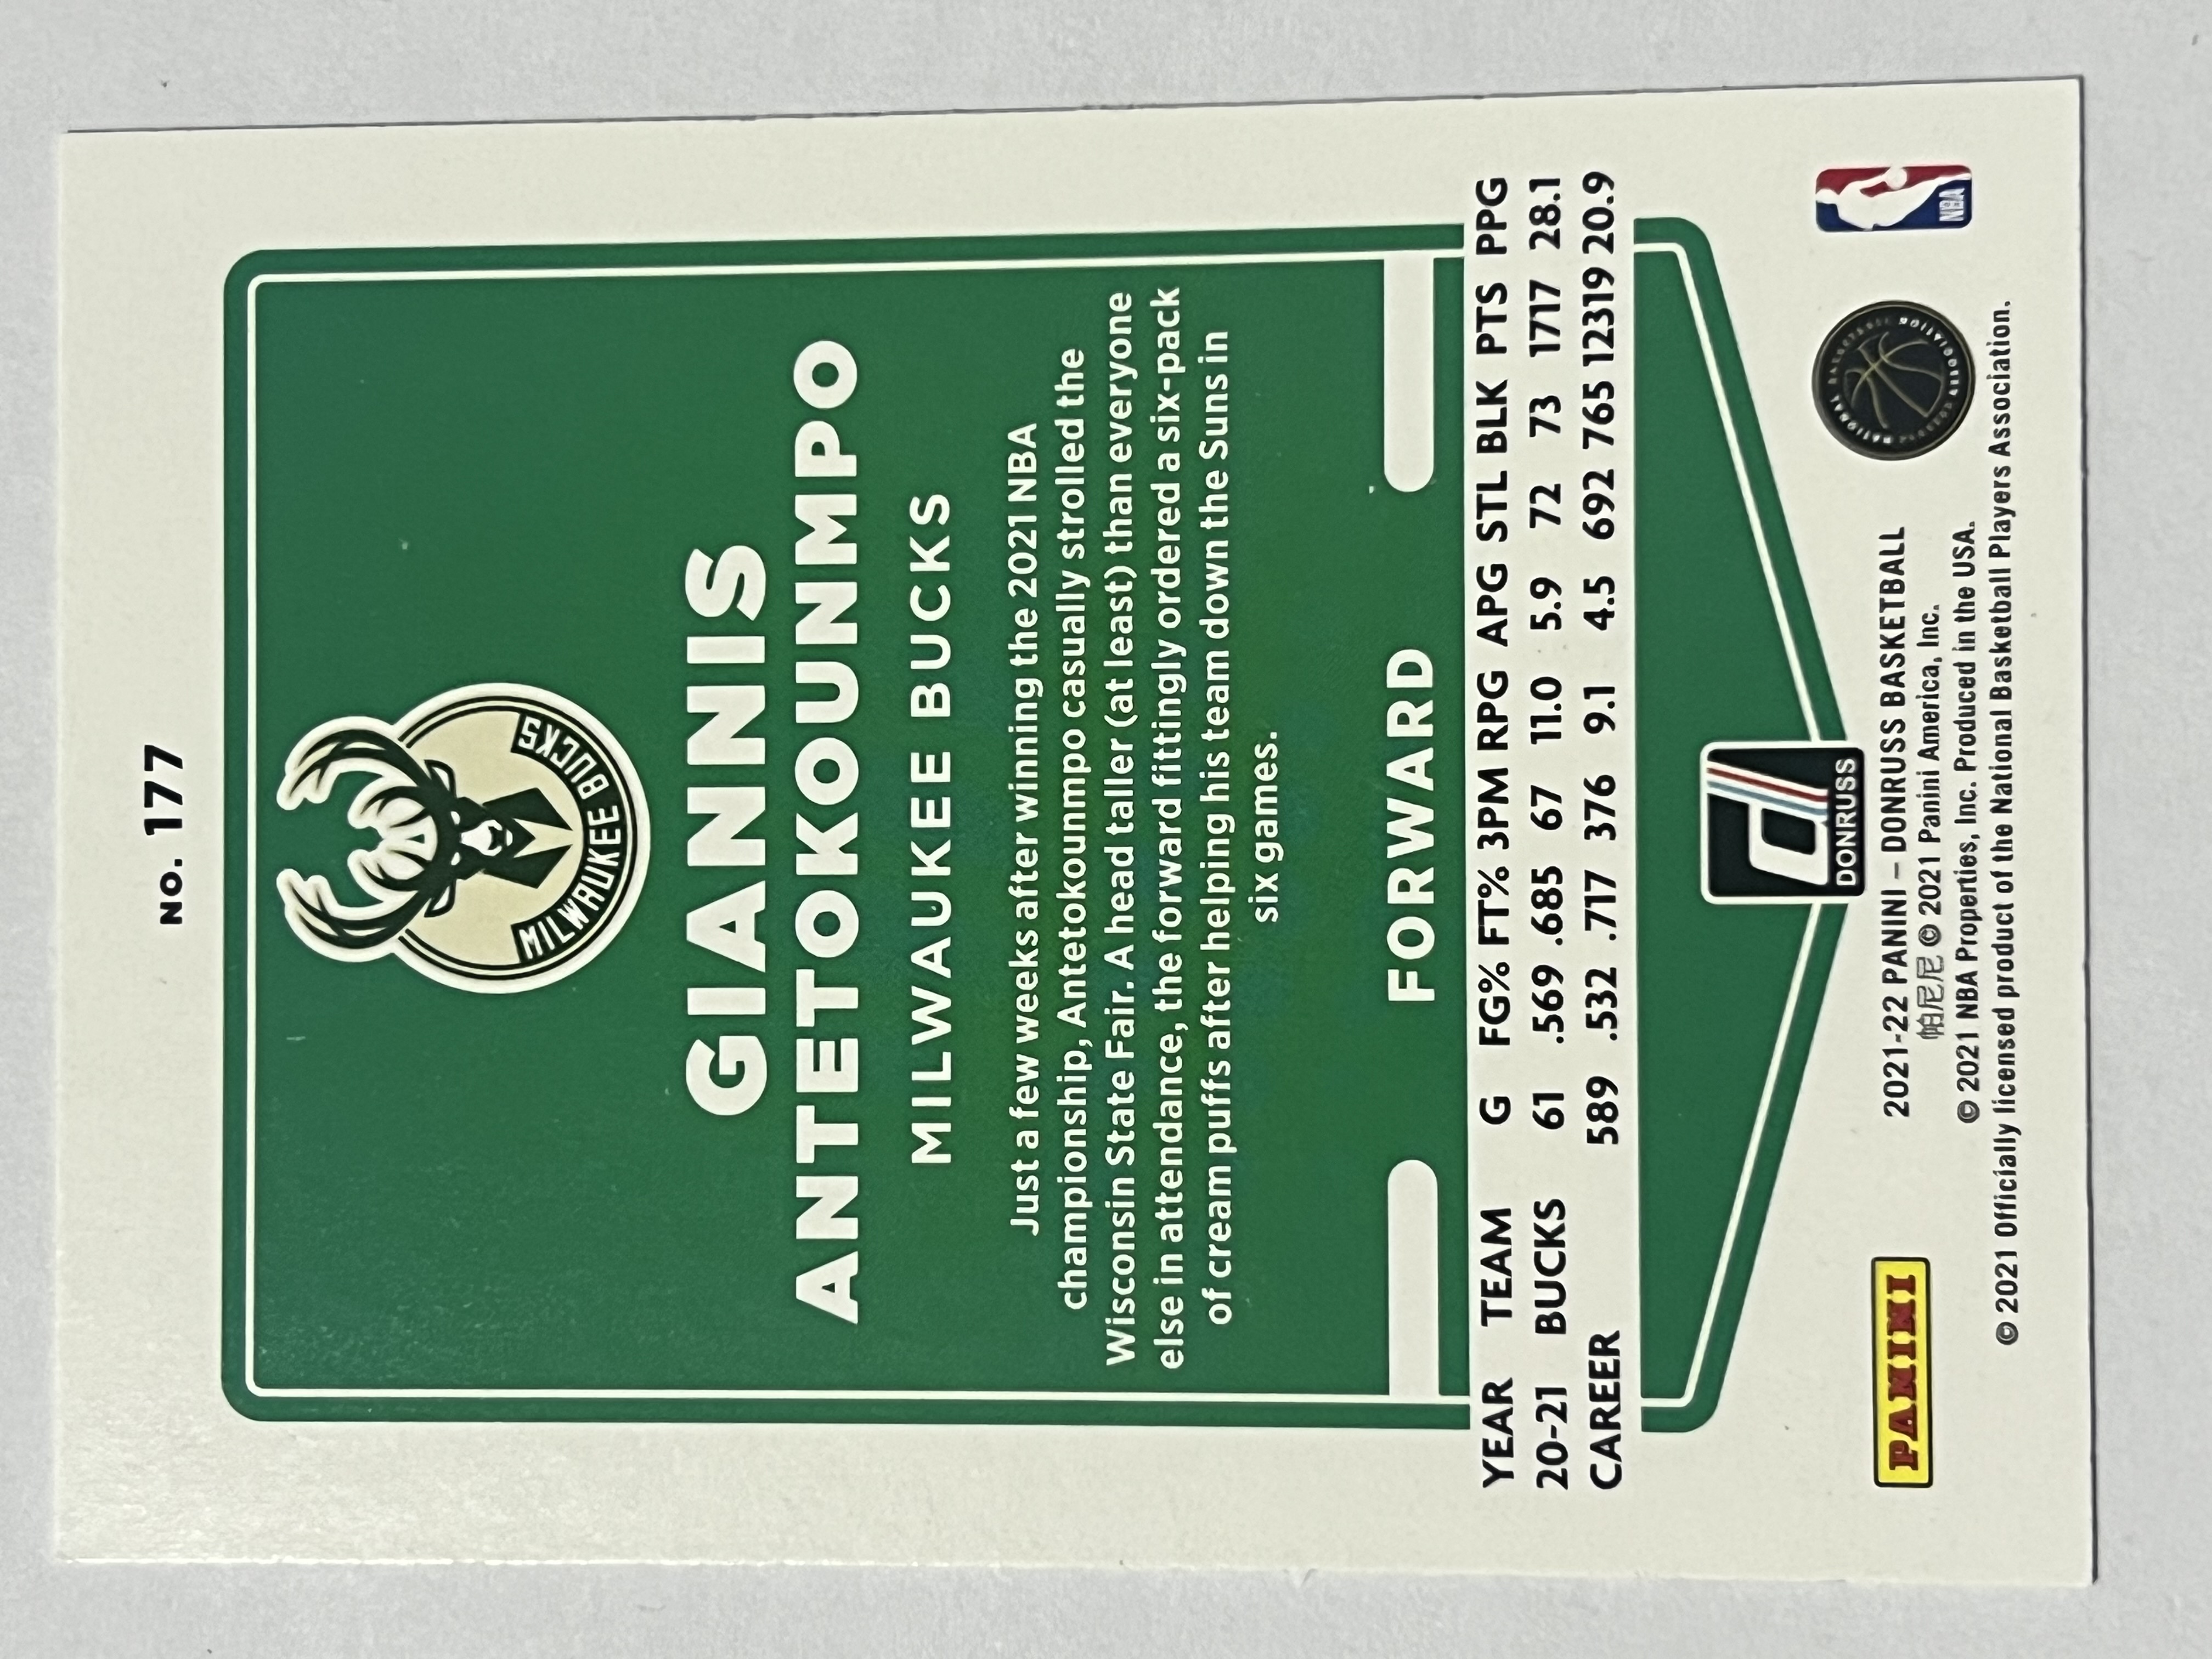 No. 177
MILWAUKEE BUCKS
GIANNIS
ANTETOKOUNMPO
MILWAUKEE BUCKS
Just a few weeks after winning the 2021 NBA
championship, Antetokounmpo casually strolled the
Wisconsin State Fair. A head taller (at least) than everyone
else in attendance, the forward fittingly ordered a six-pack
of cream puffs after helping his team down the Suns in
six games.
FORWARD
YEAR TEAM G FG% FT% 3PM RPG APG STL BLK PTS PPG
20-21 BUCKS 61 .569 .685 67 11.0 5.9 72 73 1717 28.1
CAREER 589 .532 .717 376 9.1 4.5 692 765 12319 20.9
DONRUSS
PANINI
2021-22 PANINI – DONRUSS BASKETBALL
帕尼尼 © 2021 Panini America, Inc.
© 2021 NBA Properties, Inc. Produced in the USA.
© 2021 Officially licensed product of the National Basketball Players Association.
NATIONAL BASKETBALL PLAYERS ASSOCIATION
NBA